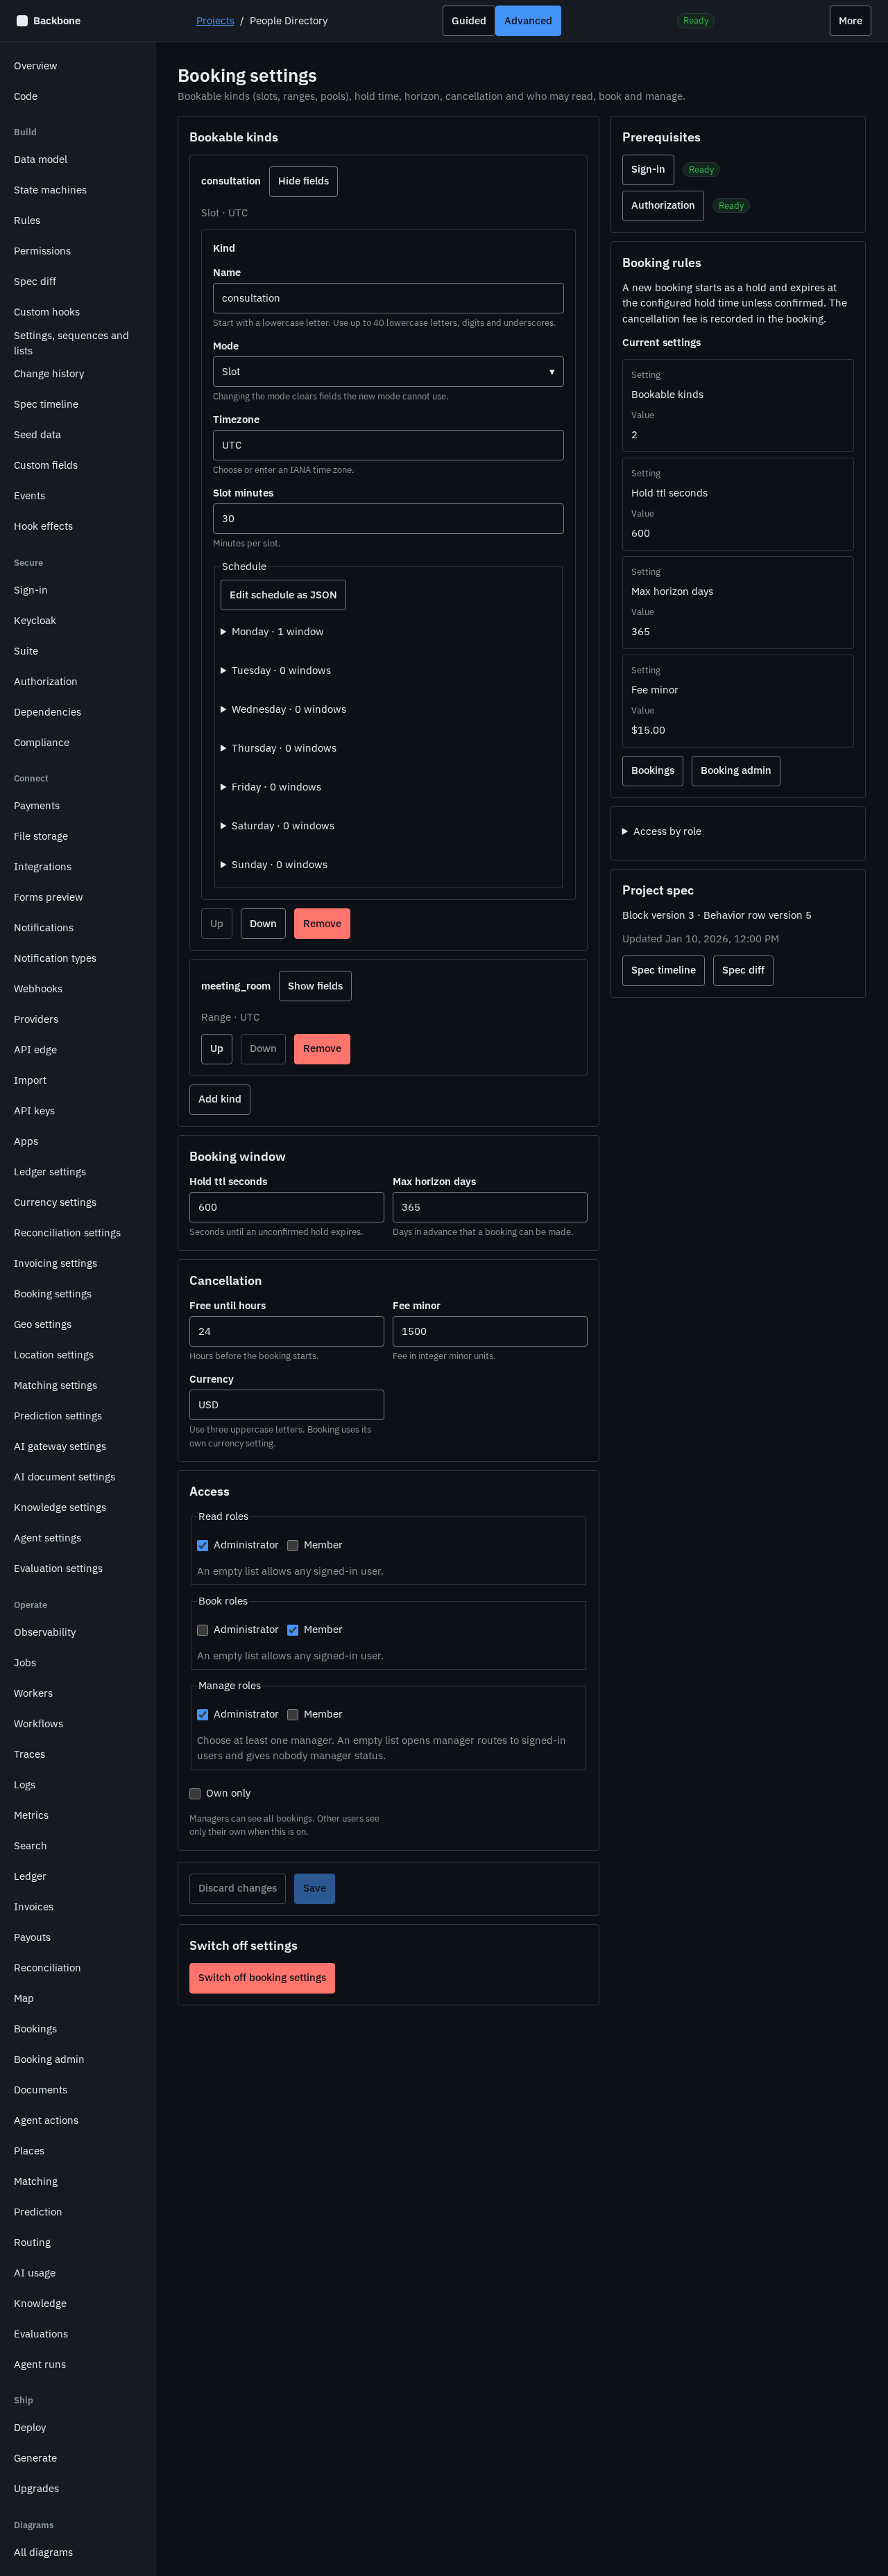 Backbone
Projects / People Directory
Guided
Advanced
Ready
More
Overview
Code
Build
Data model
State machines
Rules
Permissions
Spec diff
Custom hooks
Settings, sequences and
lists
Change history
Spec timeline
Seed data
Custom fields
Events
Hook effects
Secure
Sign-in
Keycloak
Suite
Authorization
Dependencies
Compliance
Connect
Payments
File storage
Integrations
Forms preview
Notifications
Notification types
Webhooks
Providers
API edge
Import
API keys
Apps
Ledger settings
Currency settings
Reconciliation settings
Invoicing settings
Booking settings
Geo settings
Location settings
Matching settings
Prediction settings
AI gateway settings
AI document settings
Knowledge settings
Agent settings
Evaluation settings
Operate
Observability
Jobs
Workers
Workflows
Traces
Logs
Metrics
Search
Ledger
Invoices
Payouts
Reconciliation
Map
Bookings
Booking admin
Documents
Agent actions
Places
Matching
Prediction
Routing
AI usage
Knowledge
Evaluations
Agent runs
Ship
Deploy
Generate
Upgrades
Diagrams
All diagrams
Booking settings
Bookable kinds (slots, ranges, pools), hold time, horizon, cancellation and who may read, book and manage.
Bookable kinds
consultation
Hide fields
Slot · UTC
Kind
Name
consultation
Start with a lowercase letter. Use up to 40 lowercase letters, digits and underscores.
Mode
Slot
Changing the mode clears fields the new mode cannot use.
Timezone
UTC
Choose or enter an IANA time zone.
Slot minutes
30
Minutes per slot.
Schedule
Edit schedule as JSON
Monday · 1 window
Tuesday · 0 windows
Wednesday · 0 windows
Thursday · 0 windows
Friday · 0 windows
Saturday · 0 windows
Sunday · 0 windows
Up
Down
Remove
meeting_room
Show fields
Range · UTC
Up
Down
Remove
Add kind
Booking window
Hold ttl seconds
600
Seconds until an unconfirmed hold expires.
Max horizon days
365
Days in advance that a booking can be made.
Cancellation
Free until hours
24
Hours before the booking starts.
Fee minor
1500
Fee in integer minor units.
Currency
USD
Use three uppercase letters. Booking uses its
own currency setting.
Access
Read roles
Administrator
Member
An empty list allows any signed-in user.
Book roles
Administrator
Member
An empty list allows any signed-in user.
Manage roles
Administrator
Member
Choose at least one manager. An empty list opens manager routes to signed-in
users and gives nobody manager status.
Own only
Managers can see all bookings. Other users see
only their own when this is on.
Discard changes
Save
Switch off settings
Switch off booking settings
Prerequisites
Sign-in
Ready
Authorization
Ready
Booking rules
A new booking starts as a hold and expires at
the configured hold time unless confirmed. The
cancellation fee is recorded in the booking.
Current settings
Setting
Bookable kinds
Value
2
Setting
Hold ttl seconds
Value
600
Setting
Max horizon days
Value
365
Setting
Fee minor
Value
$15.00
Bookings
Booking admin
Access by role
Project spec
Block version 3 · Behavior row version 5
Updated Jan 10, 2026, 12:00 PM
Spec timeline
Spec diff